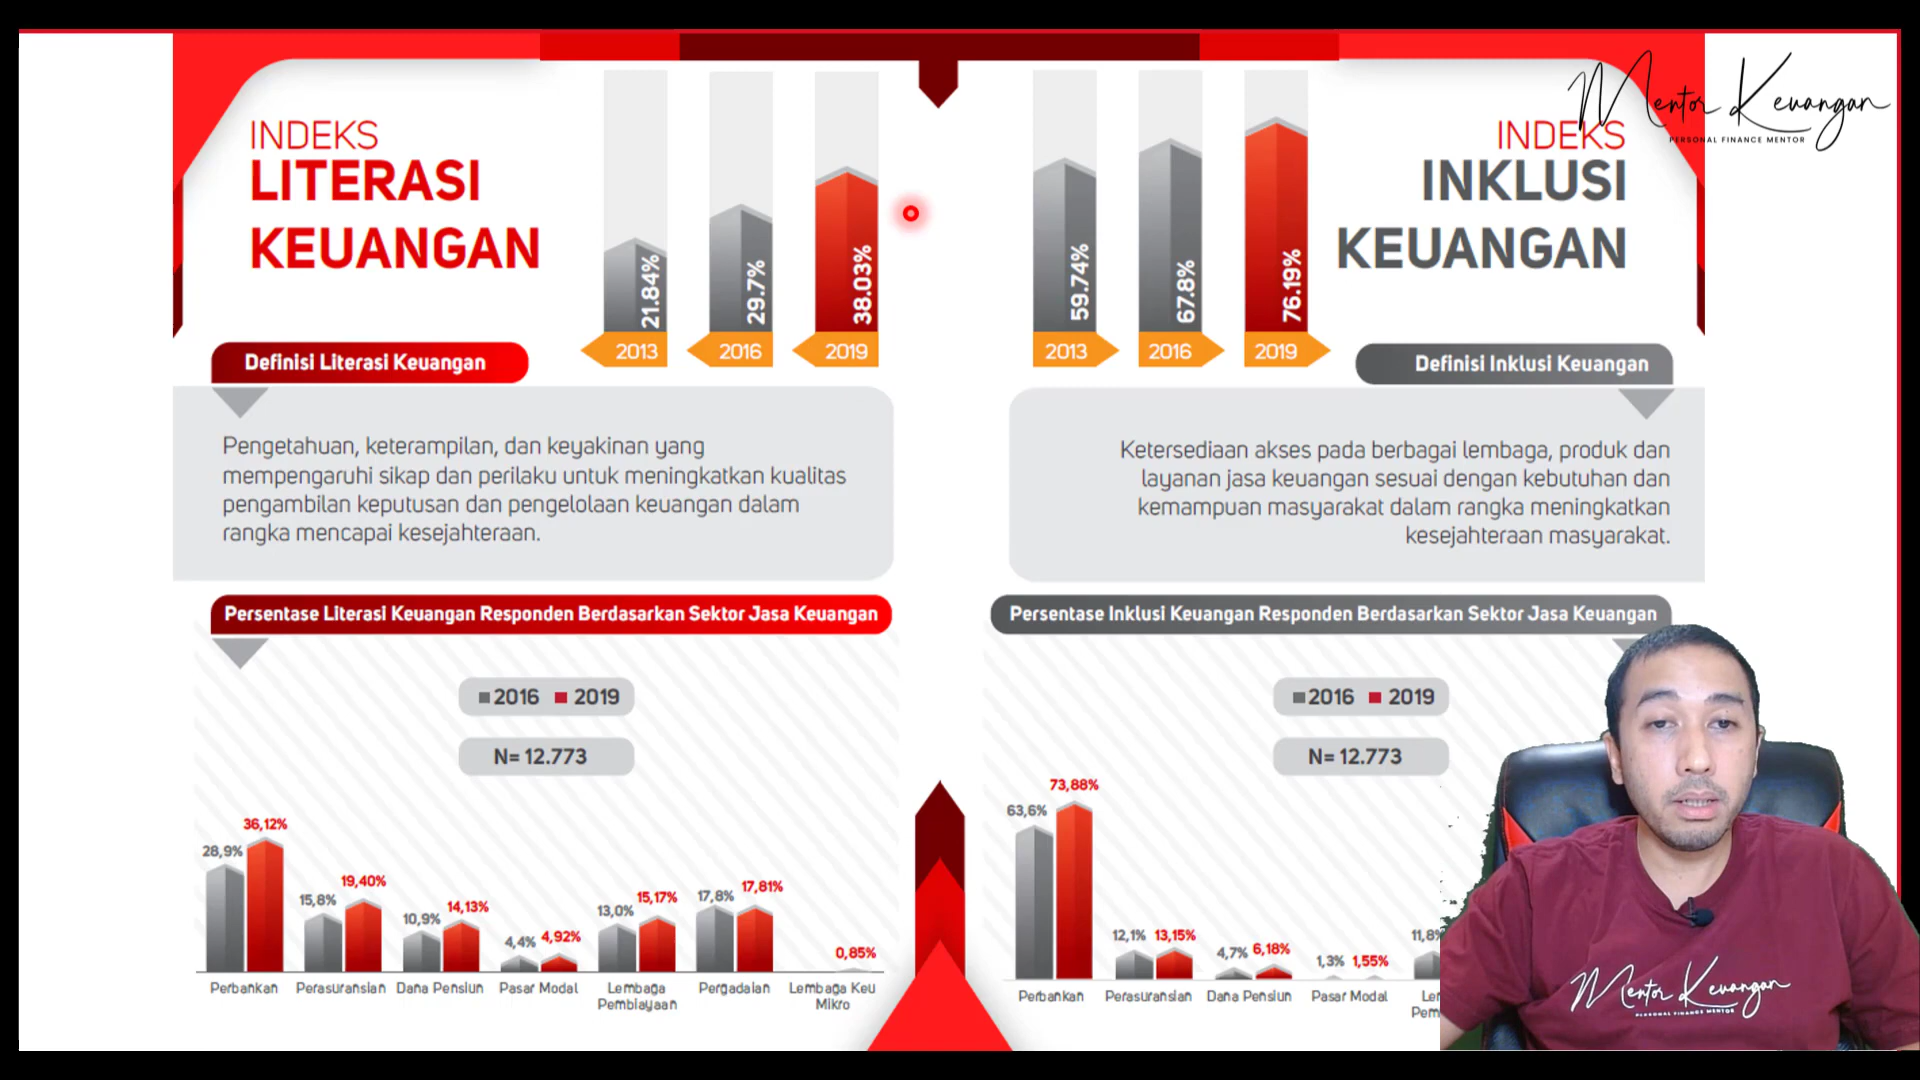 INDEKS
LITERASI
KEUANGAN
21.84%
29.7%
38.03%
2013
2016
2019
59.74%
67.8%
76.19%
2013
2016
2019
INDEKS
INKLUSI
KEUANGAN
Mentor Keuangan
PERSONAL FINANCE MENTOR
Definisi Literasi Keuangan
Pengetahuan, keterampilan, dan keyakinan yang
mempengaruhi sikap dan perilaku untuk meningkatkan kualitas
pengambilan keputusan dan pengelolaan keuangan dalam
rangka mencapai kesejahteraan.
Definisi Inklusi Keuangan
Ketersediaan akses pada berbagai lembaga, produk dan
layanan jasa keuangan sesuai dengan kebutuhan dan
kemampuan masyarakat dalam rangka meningkatkan
kesejahteraan masyarakat.
Persentase Literasi Keuangan Responden Berdasarkan Sektor Jasa Keuangan
2016 2019
N= 12.773
28,9% 36,12%
15,8% 19,40%
10,9% 14,13%
4,4% 4,92%
13,0% 15,17%
17,8% 17,81%
0,85%
Perbankan
Perasuransian
Dana Pensiun
Pasar Modal
Lembaga
Pembiayaan
Pergadaian
Lembaga Keu
Mikro
Persentase Inklusi Keuangan Responden Berdasarkan Sektor Jasa Keuangan
2016 2019
N= 12.773
63,6% 73,88%
12,1% 13,15%
4,7% 6,18%
1,3% 1,55%
11,8%
Perbankan
Perasuransian
Dana Pensiun
Pasar Modal
Mentor Keuangan
PERSONAL FINANCE MENTOR